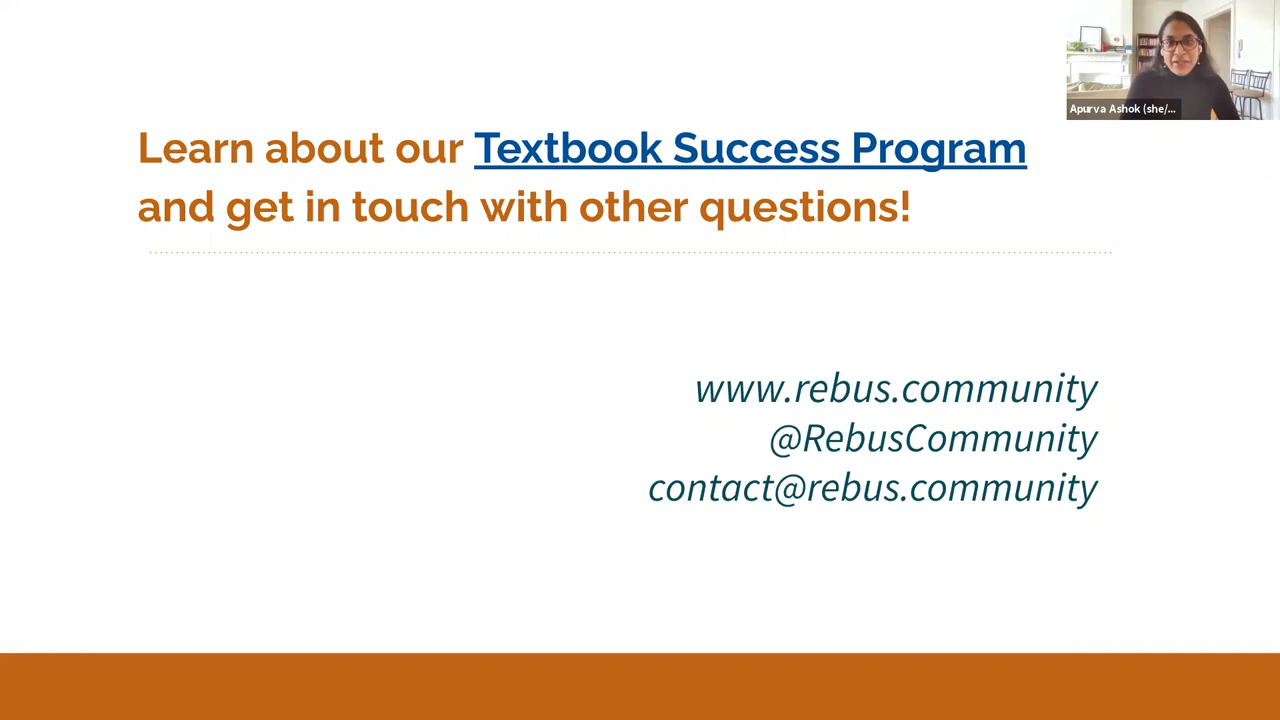 Apurva Ashok (she/...
Learn about our Textbook Success Program
and get in touch with other questions!
www.rebus.community
@RebusCommunity
contact@rebus.community